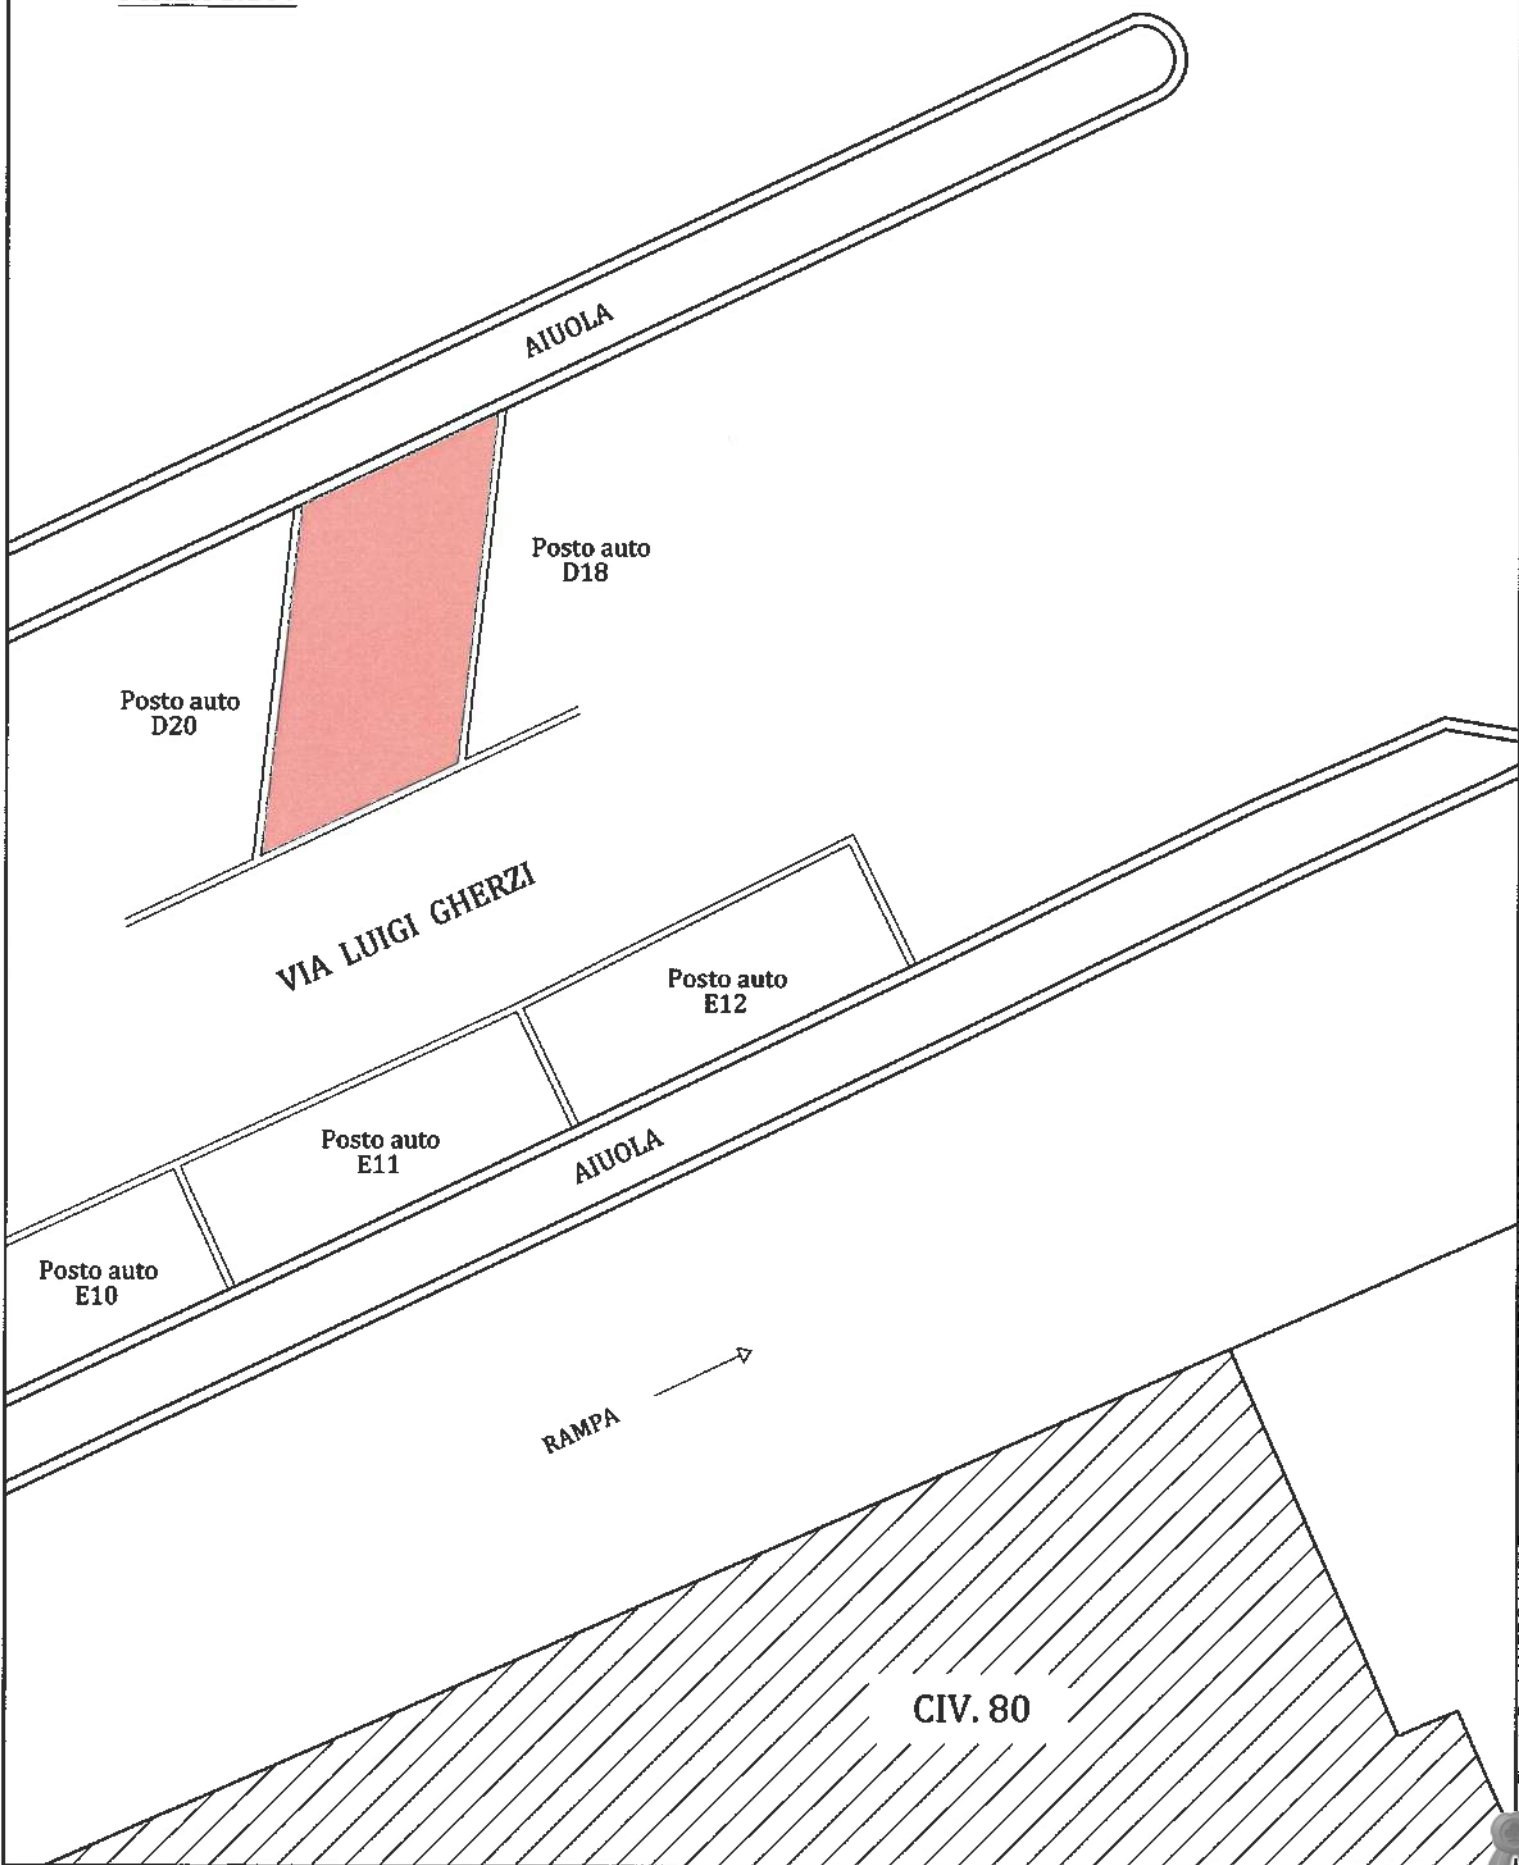 AIUOLA
Posto auto
D18
Posto auto
D20
VIA LUIGI GHERZI
Posto auto
E12
Posto auto
E11
AIUOLA
Posto auto
E10
RAMPA
CIV. 80